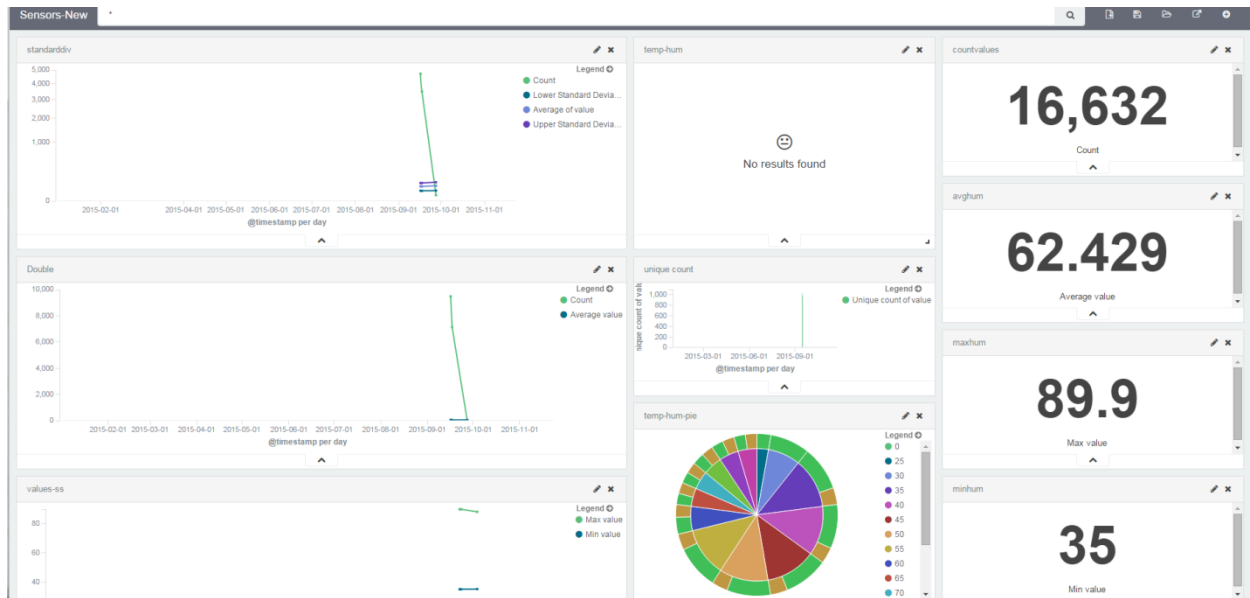 Sensors-New
*
standarddiv
5,000
4,000
3,000
2,000
1,000
0
2015-02-01 2015-04-01 2015-05-01 2015-06-01 2015-07-01 2015-08-01 2015-09-01 2015-10-01 2015-11-01
@timestamp per day
Legend
Count
Lower Standard Devia...
Average of value
Upper Standard Devia...
temp-hum
No results found
countvalues
16,632
Count
avghum
62.429
Average value
Double
10,000
8,000
6,000
4,000
2,000
0
2015-02-01 2015-03-01 2015-04-01 2015-05-01 2015-06-01 2015-07-01 2015-08-01 2015-09-01 2015-10-01 2015-11-01
@timestamp per day
Legend
Count
Average value
unique count
1,000
800
600
400
200
0
2015-03-01 2015-06-01 2015-09-01
@timestamp per day
Legend
Unique count of value
maxhum
89.9
Max value
temp-hum-pie
Legend
0
25
30
35
40
45
50
55
60
65
70
values-ss
80
60
40
Legend
Max value
Min value
minhum
35
Min value